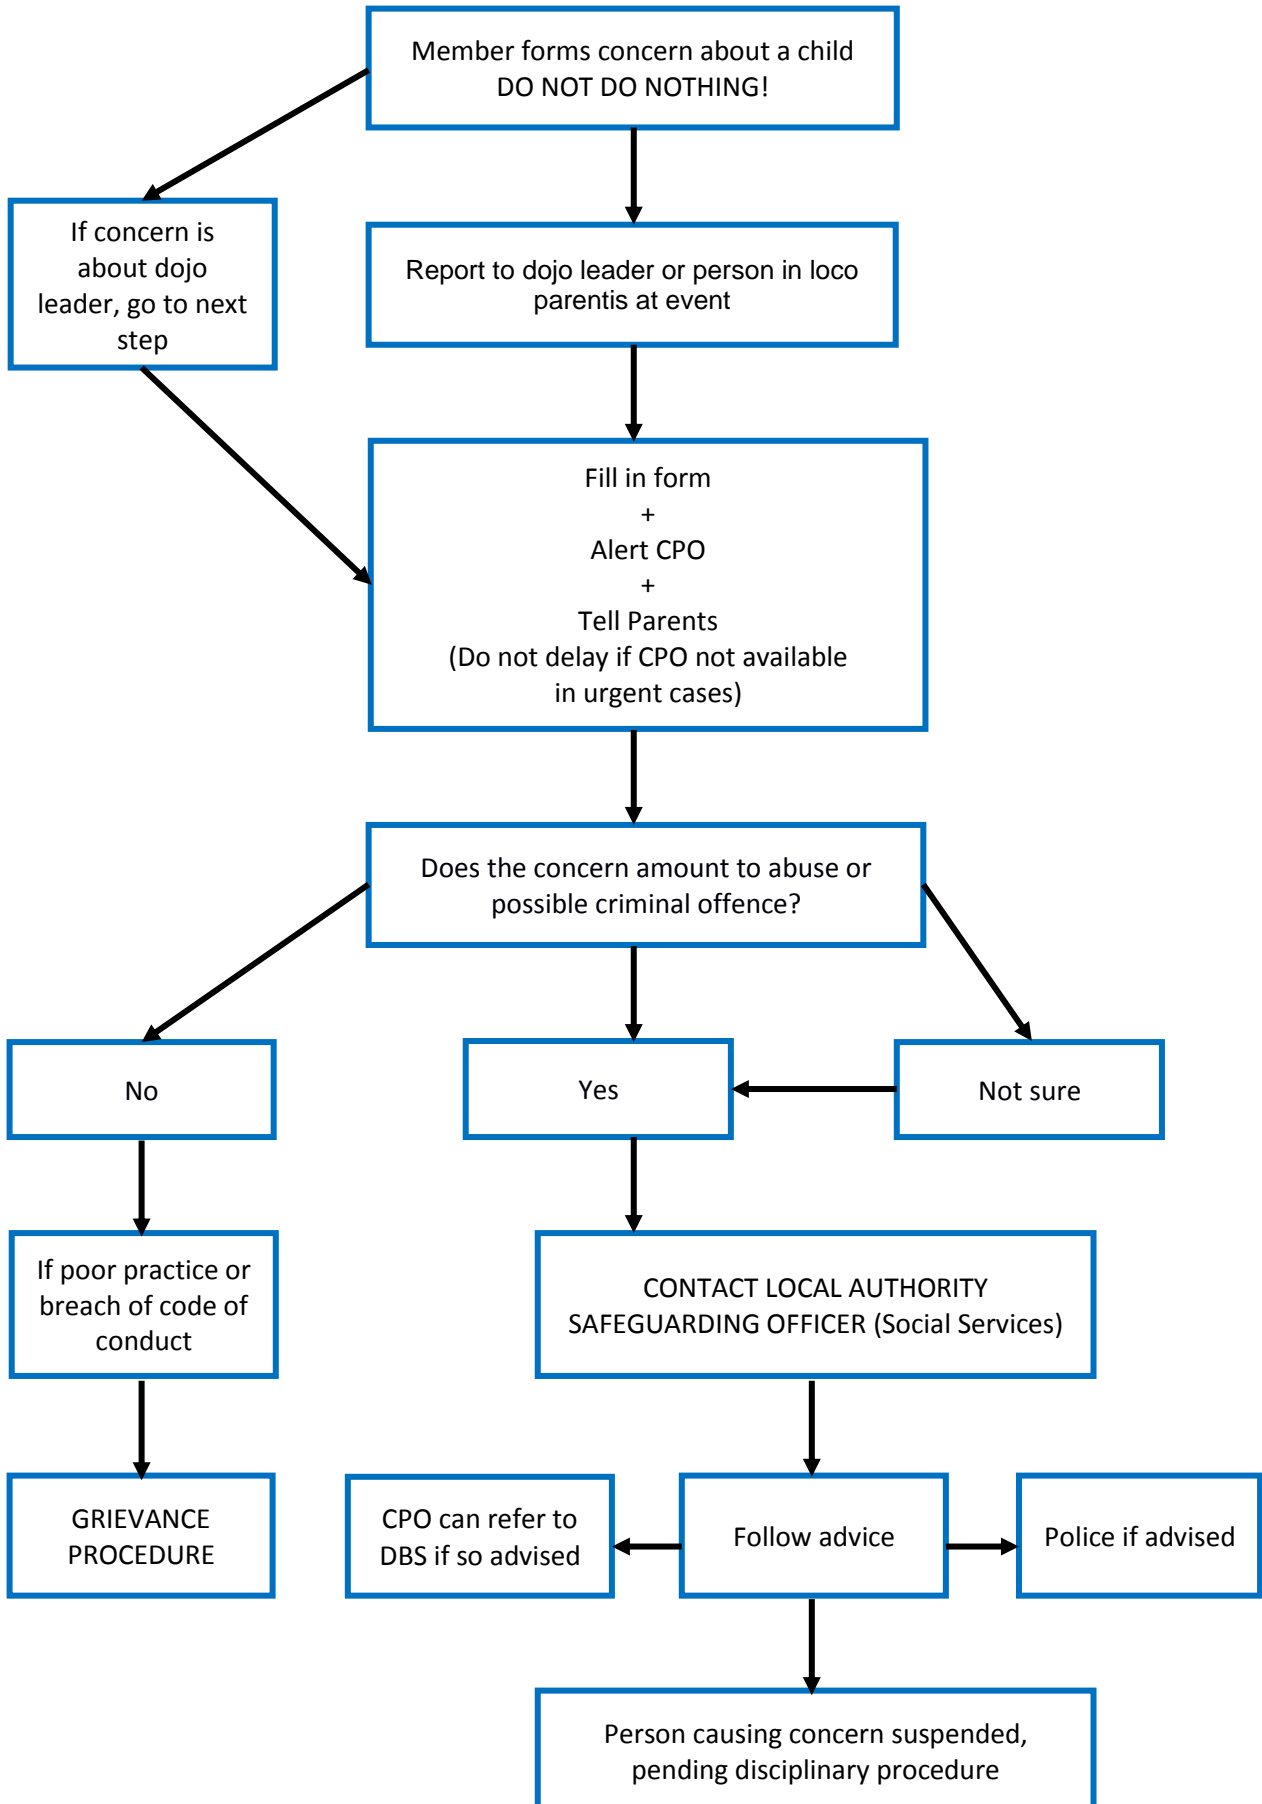 Member forms concern about a child
DO NOT DO NOTHING!
If concern is
about dojo
leader, go to next
step
Report to dojo leader or person in loco
parentis at event
Fill in form
+
Alert CPO
+
Tell Parents
(Do not delay if CPO not available
in urgent cases)
Does the concern amount to abuse or
possible criminal offence?
No
Yes
Not sure
If poor practice or
breach of code of
conduct
CONTACT LOCAL AUTHORITY
SAFEGUARDING OFFICER (Social Services)
GRIEVANCE
PROCEDURE
CPO can refer to
DBS if so advised
Follow advice
Police if advised
Person causing concern suspended,
pending disciplinary procedure